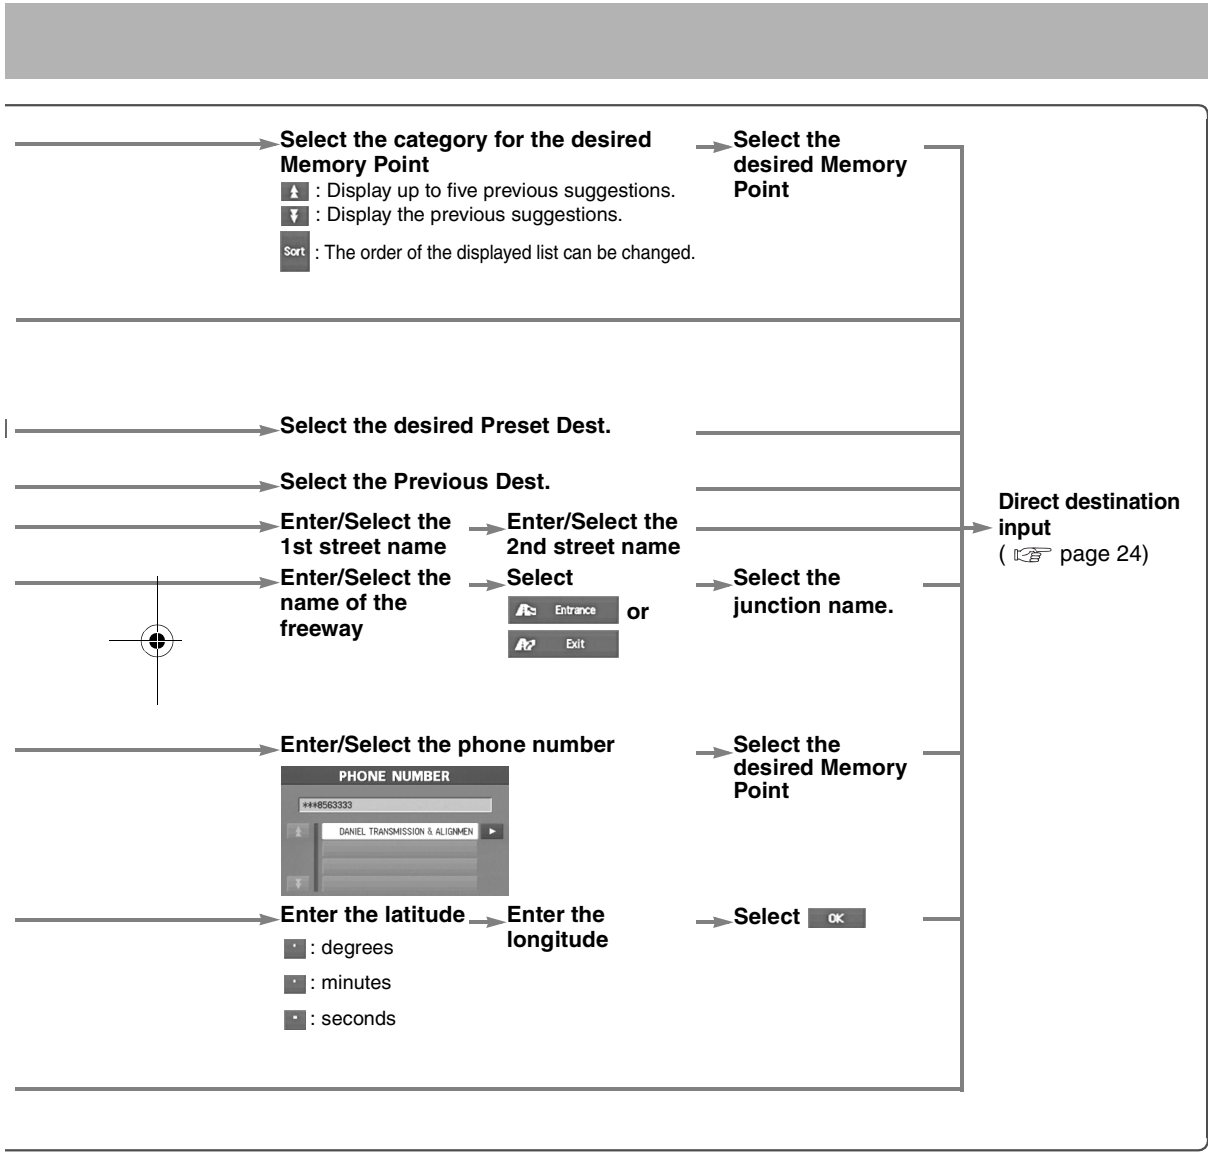 Select the category for the desired
Memory Point
: Display up to five previous suggestions.
: Display the previous suggestions.
Sort : The order of the displayed list can be changed.
Select the
desired Memory
Point
Select the desired Preset Dest.
Select the Previous Dest.
Enter/Select the
1st street name
Enter/Select the
2nd street name
Direct destination
input
( ☞ page 24)
Enter/Select the
name of the
freeway
Select
Entrance or
Exit
Select the
junction name.
Enter/Select the phone number
PHONE NUMBER
***8563333
DANIEL TRANSMISSION & ALIGNMEN
Select the
desired Memory
Point
Enter the latitude
° : degrees
' : minutes
" : seconds
Enter the
longitude
Select OK